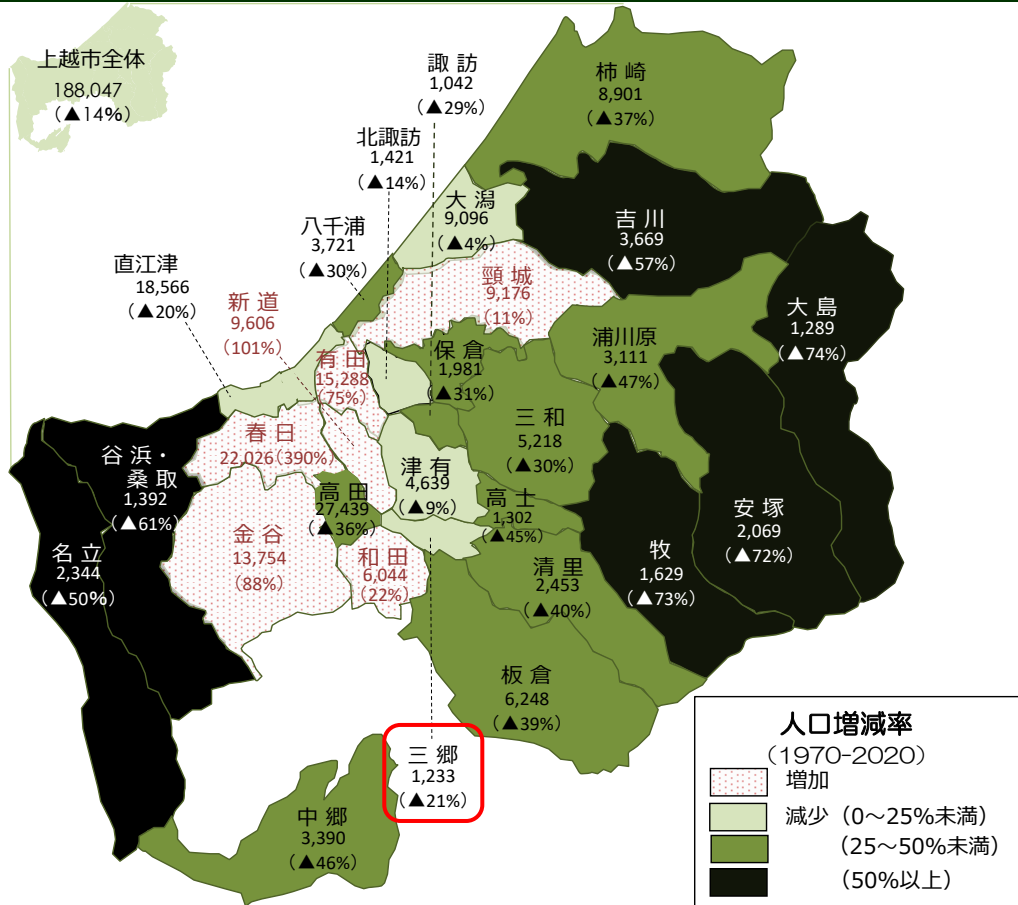 上越市全体
188,047
(▲14%)
諏訪
1,042
(▲29%)
柿崎
8,901
(▲37%)
北諏訪
1,421
(▲14%)
大潟
9,096
(▲4%)
吉川
3,669
(△57%)
八千浦
3,721
(▲30%)
直江津
18,566
(▲20%)
新道
9,606
(101%)
頸城
9,176
(11%)
大島
1,289
(△74%)
有田
15,288
(75%)
保倉
1,981
(▲31%)
浦川原
3,111
(▲47%)
三和
5,218
(▲30%)
春日
22,026(390%)
谷浜・
桑取
1,392
(△61%)
津有
4,639
(▲9%)
高田
27,439
(▲36%)
高士
1,302
(▲45%)
安塚
2,069
(△72%)
金谷
13,754
(88%)
和田
6,044
(22%)
名立
2,344
(△50%)
清里
2,453
(▲40%)
牧
1,629
(△73%)
板倉
6,248
(▲39%)
三郷
1,233
(▲21%)
中郷
3,390
(▲46%)
人口増減率
(1970-2020)
増加
減少(0～25%未満)
(25～50%未満)
(50%以上)